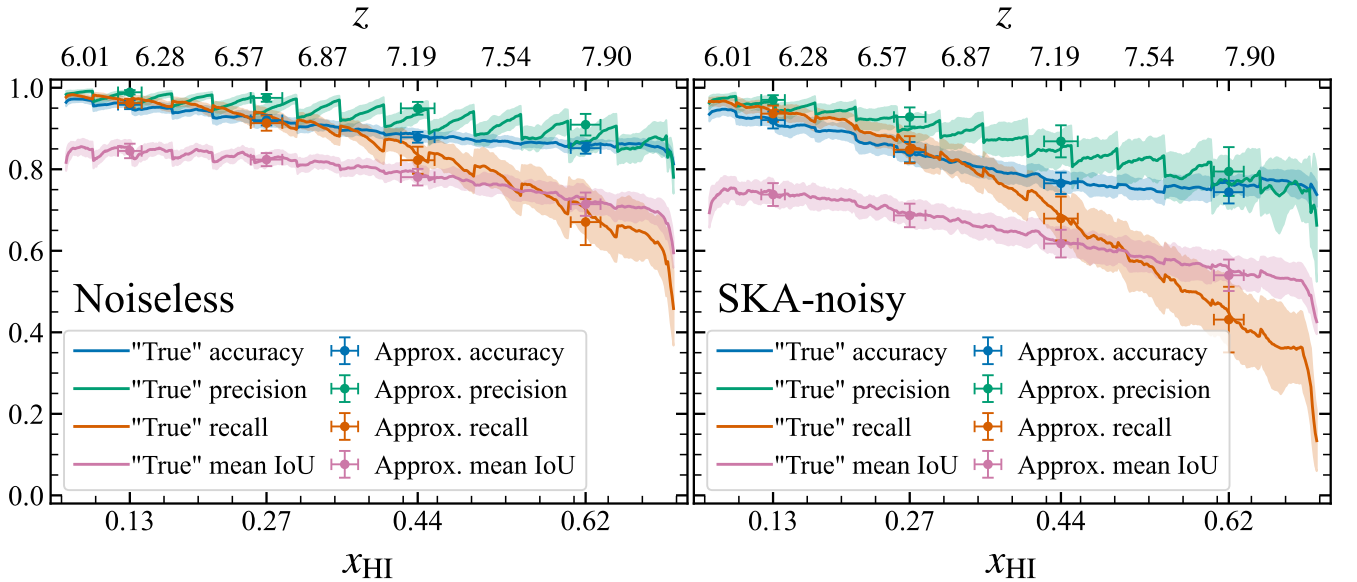 z
z
6.01 6.28 6.57 6.87 7.19 7.54 7.90
6.01 6.28 6.57 6.87 7.19 7.54 7.90
1.0
0.8
0.6
0.4
0.2
0.0
Noiseless
"True" accuracy Approx. accuracy
"True" precision Approx. precision
"True" recall Approx. recall
"True" mean IoU Approx. mean IoU
0.13 0.27 0.44 0.62
xHI
SKA-noisy
"True" accuracy Approx. accuracy
"True" precision Approx. precision
"True" recall Approx. recall
"True" mean IoU Approx. mean IoU
0.13 0.27 0.44 0.62
xHI